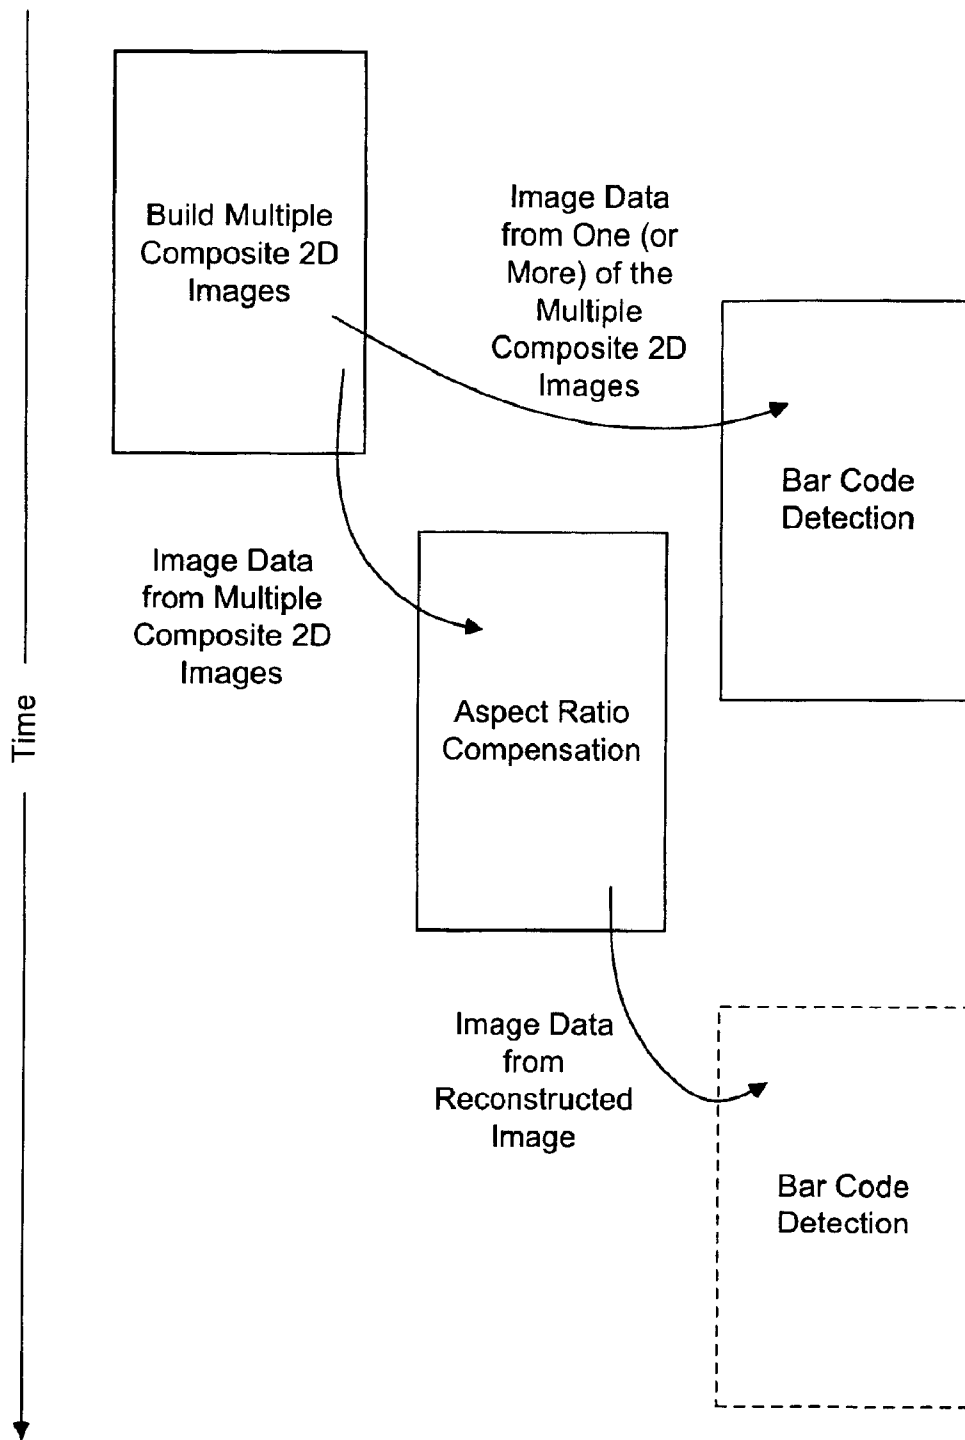 Build Multiple
Composite 2D
Images
Image Data
from One (or
More) of the
Multiple
Composite 2D
Images
Bar Code
Detection
Image Data
from Multiple
Composite 2D
Images
Time
Aspect Ratio
Compensation
Image Data
from
Reconstructed
Image
Bar Code
Detection